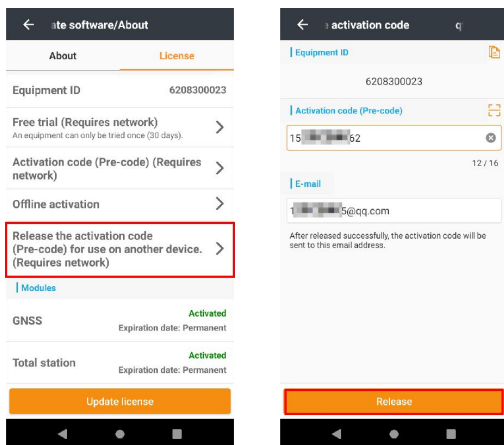 ate software/About
About
License
Equipment ID
6208300023
Free trial (Requires network)
An equipment can only be tried once (30 days).
Activation code (Pre-code) (Requires
network)
Offline activation
Release the activation code
(Pre-code) for use on another device.
(Requires network)
Modules
GNSS
Activated
Expiration date: Permanent
Total station
Activated
Expiration date: Permanent
Update license
activation code
Equipment ID
6208300023
Activation code (Pre-code)
15
62
12 / 16
E-mail
5@qq.com
After released successfully, the activation code will be
sent to this email address.
Release